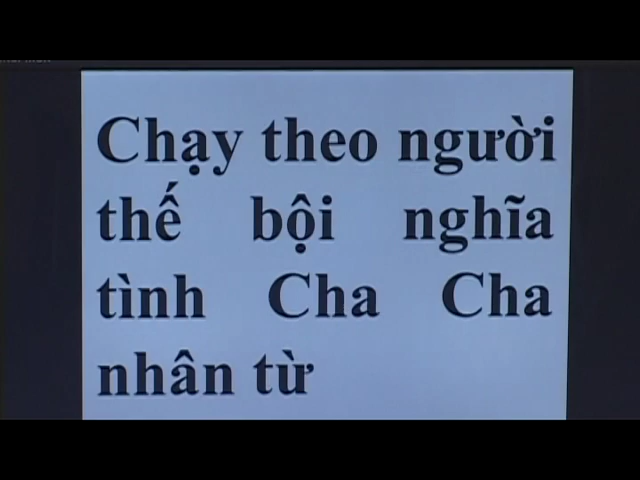 Chạy theo người
thế bội nghĩa
tình Cha Cha
nhân từ